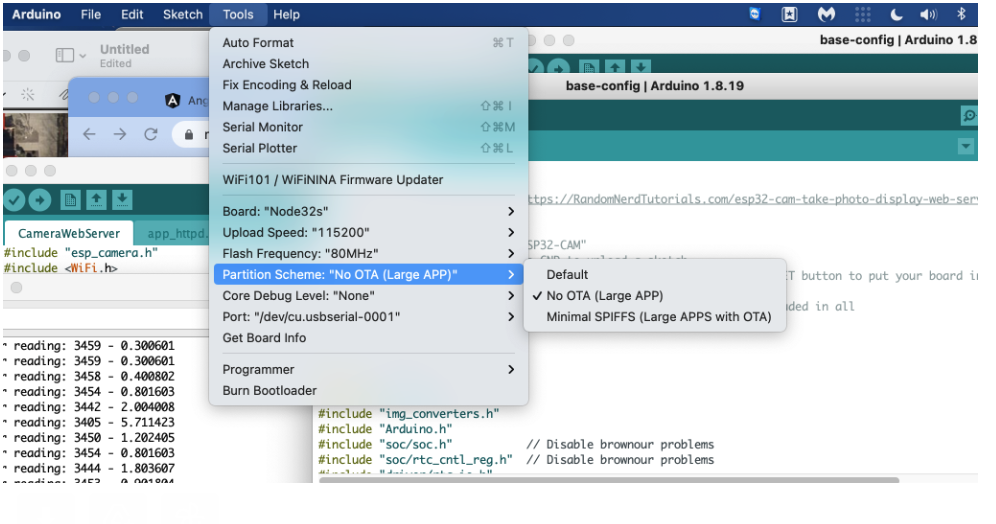 Arduino File Edit Sketch Tools Help
Untitled
Edited
base-config | Arduino 1.8
base-config | Arduino 1.8.19
Ang
Auto Format ⌘ T
Archive Sketch
Fix Encoding & Reload
Manage Libraries... ⇧ ⌘ I
Serial Monitor ⇧ ⌘ M
Serial Plotter ⇧ ⌘ L
WiFi101 / WiFiNINA Firmware Updater
Board: "Node32s"
Upload Speed: "115200"
Flash Frequency: "80MHz"
Partition Scheme: "No OTA (Large APP)"
Core Debug Level: "None"
Port: "/dev/cu.usbserial-0001"
Get Board Info
Programmer
Burn Bootloader
Default
✓ No OTA (Large APP)
Minimal SPIFFS (Large APPS with OTA)
CameraWebServer app_httpd.
#include "esp_camera.h"
#include <WiFi.h>
reading: 3459 - 0.300601
reading: 3459 - 0.300601
reading: 3458 - 0.400802
reading: 3454 - 0.801603
reading: 3442 - 2.004008
reading: 3405 - 5.711423
reading: 3450 - 1.202405
reading: 3454 - 0.801603
reading: 3444 - 1.803607
reading: 3453 - 0.901804
ttps://RandomNerdTutorials.com/esp32-cam-take-photo-display-web-ser
SP32-CAM"
button to put your board i
ded in all
#include "img_converters.h"
#include "Arduino.h"
#include "soc/soc.h" // Disable brownour problems
#include "soc/rtc_cntl_reg.h" // Disable brownour problems